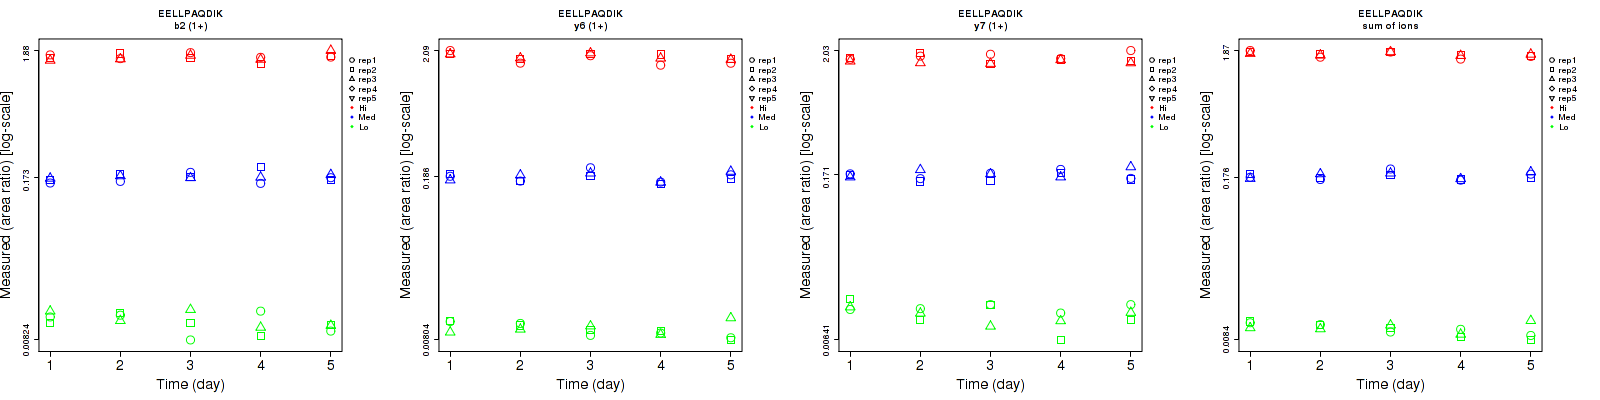 EELLPAQDIK
b2 (1+)
Measured (area ratio) [log-scale]
1.88
0.173
0.00824
1 2 3 4 5
Time (day)
rep1
rep2
rep3
rep4
rep5
Hi
Med
Lo
EELLPAQDIK
y6 (1+)
Measured (area ratio) [log-scale]
2.09
0.186
0.00804
1 2 3 4 5
Time (day)
rep1
rep2
rep3
rep4
rep5
Hi
Med
Lo
EELLPAQDIK
y7 (1+)
Measured (area ratio) [log-scale]
2.03
0.171
0.00641
1 2 3 4 5
Time (day)
rep1
rep2
rep3
rep4
rep5
Hi
Med
Lo
EELLPAQDIK
sum of ions
Measured (area ratio) [log-scale]
1.87
0.176
0.0084
1 2 3 4 5
Time (day)
rep1
rep2
rep3
rep4
rep5
Hi
Med
Lo